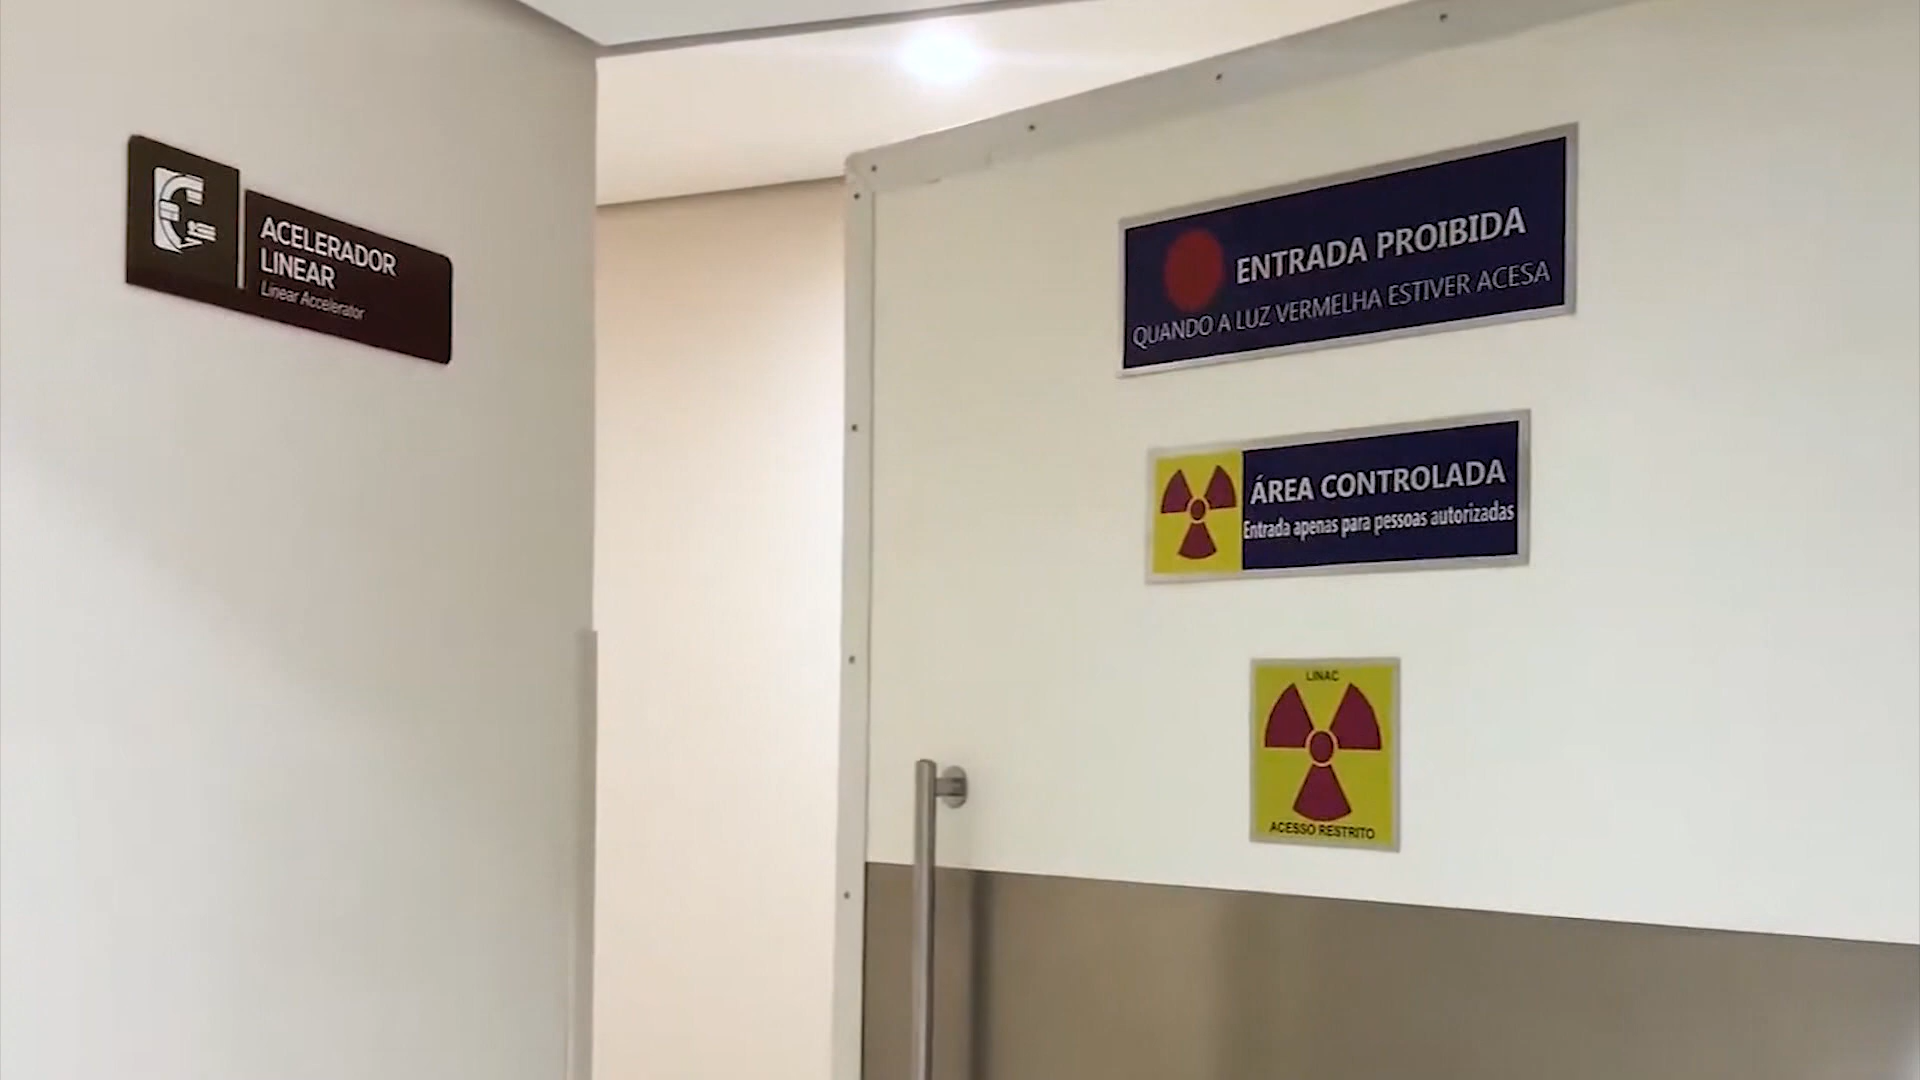 ACELERADOR
LINEAR
Linear Accelerator
ENTRADA PROIBIDA
QUANDO A LUZ VERMELHA ESTIVER ACESA
ÁREA CONTROLADA
Entrada apenas para pessoas autorizadas
LINAC
ACESSO RESTRITO